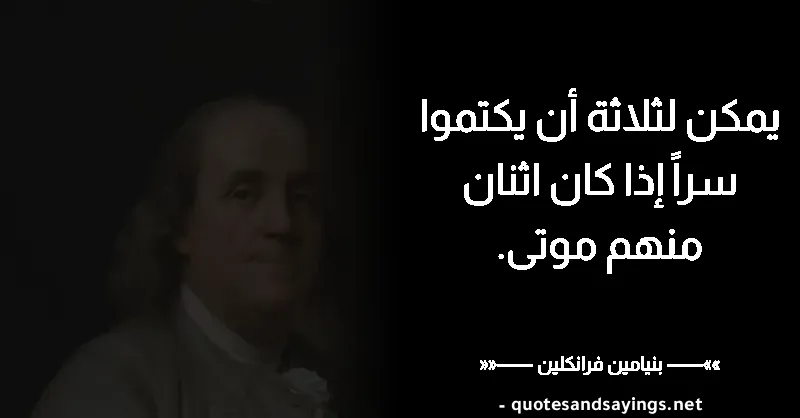 يمكن لثلاثة أن يكتموا
سراً إذا كان اثنان
منهم موتى.
»»—— بنيامين فرانكلين ——««
- quotesandsayings.net